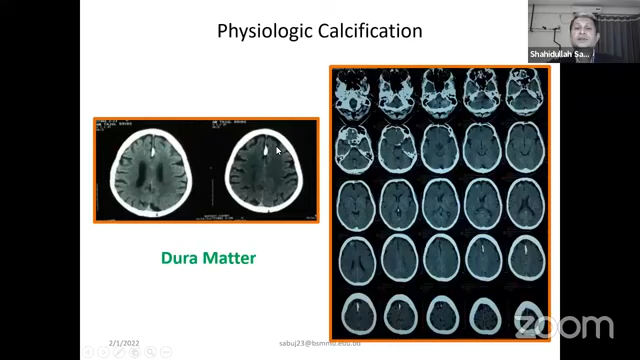 Physiologic Calcification
Shahidullah Sa...
Dura Matter
2/1/2022
sabuj23@bsmmu.edu.bd
zoom